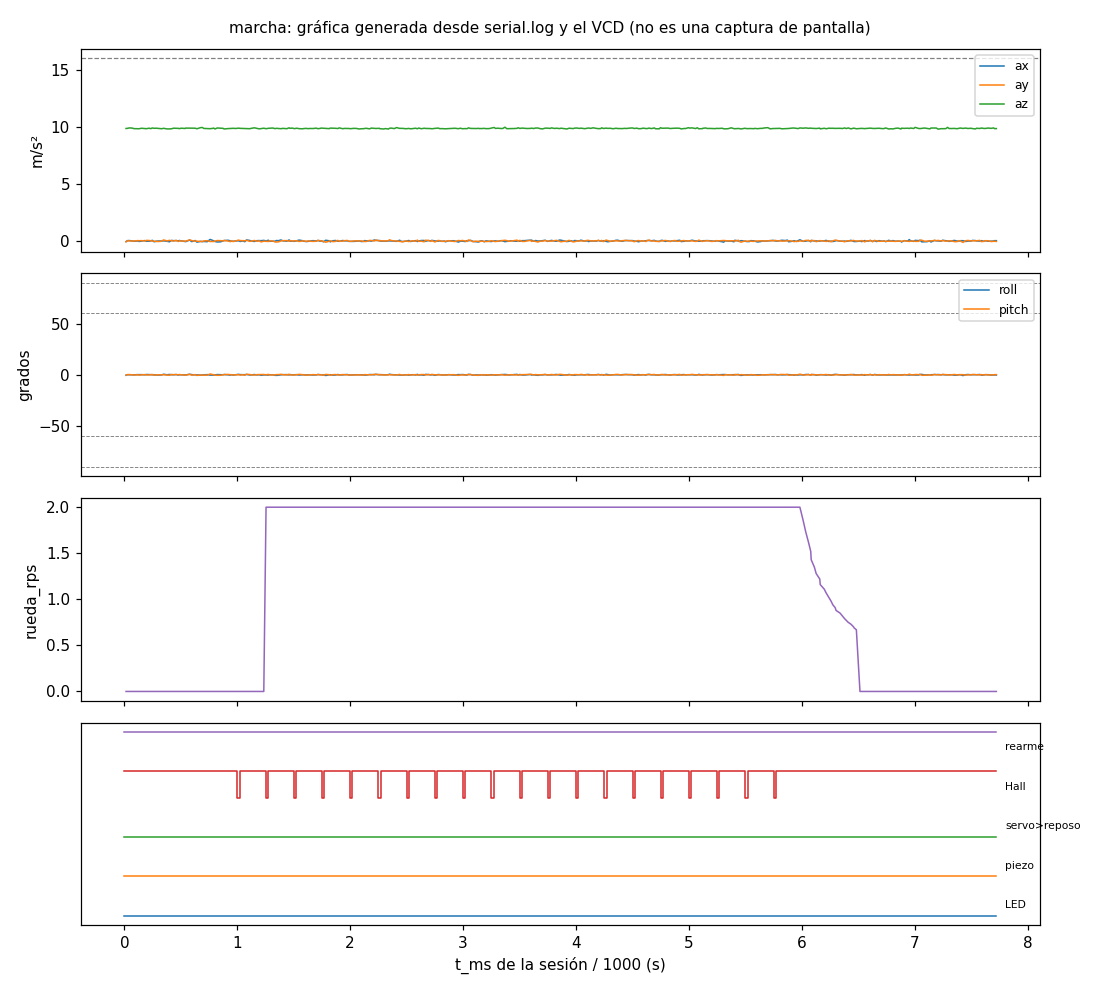 marcha: gráfica generada desde serial.log y el VCD (no es una captura de pantalla)
15
10
5
0
m/s²
ax
ay
az
50
0
−50
grados
roll
pitch
2.0
1.5
1.0
0.5
0.0
rueda_rps
rearme
Hall
servo>reposo
piezo
LED
0 1 2 3 4 5 6 7 8
t_ms de la sesión / 1000 (s)